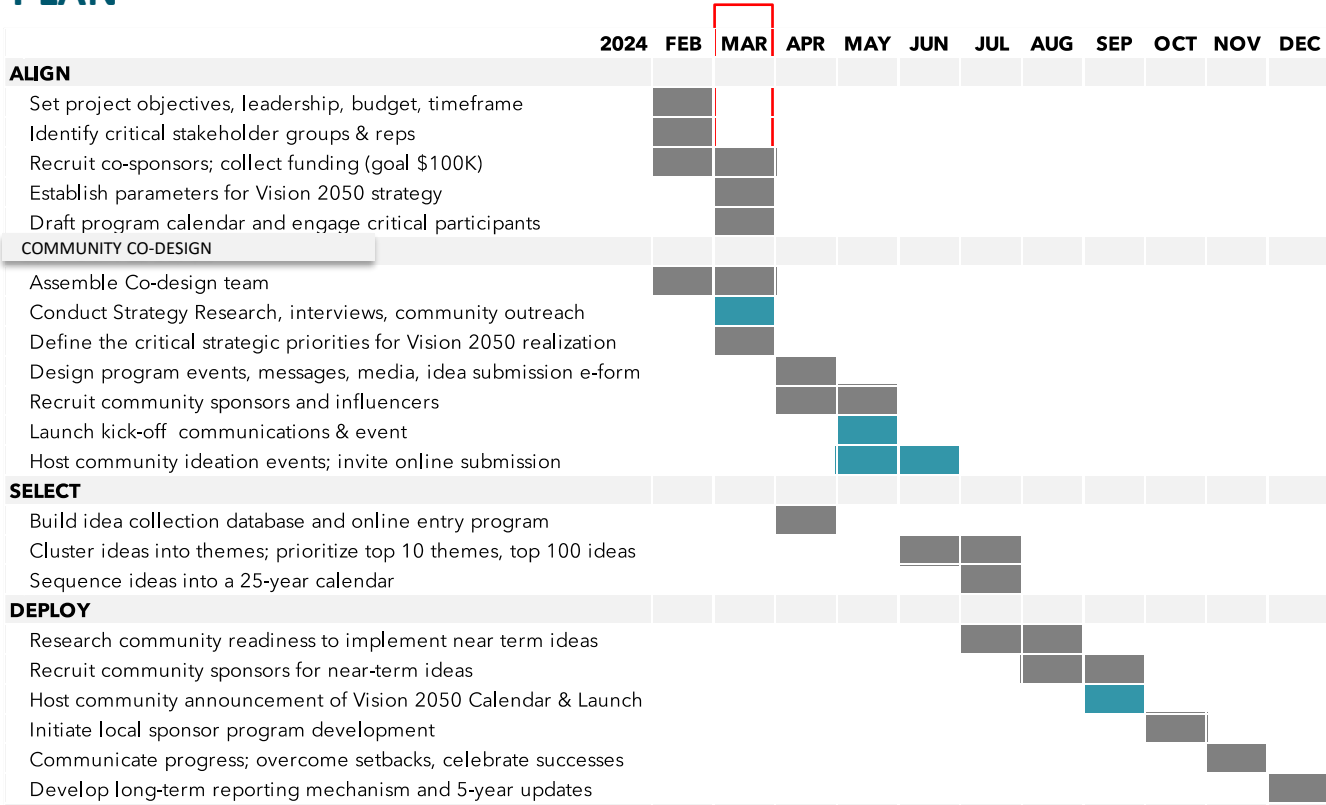 PLAN
2024 FEB MAR APR MAY JUN JUL AUG SEP OCT NOV DEC
ALIGN
Set project objectives, leadership, budget, timeframe
Identify critical stakeholder groups & reps
Recruit co-sponsors; collect funding (goal $100K)
Establish parameters for Vision 2050 strategy
Draft program calendar and engage critical participants
COMMUNITY CO-DESIGN
Assemble Co-design team
Conduct Strategy Research, interviews, community outreach
Define the critical strategic priorities for Vision 2050 realization
Design program events, messages, media, idea submission e-form
Recruit community sponsors and influencers
Launch kick-off communications & event
Host community ideation events; invite online submission
SELECT
Build idea collection database and online entry program
Cluster ideas into themes; prioritize top 10 themes, top 100 ideas
Sequence ideas into a 25-year calendar
DEPLOY
Research community readiness to implement near term ideas
Recruit community sponsors for near-term ideas
Host community announcement of Vision 2050 Calendar & Launch
Initiate local sponsor program development
Communicate progress; overcome setbacks, celebrate successes
Develop long-term reporting mechanism and 5-year updates